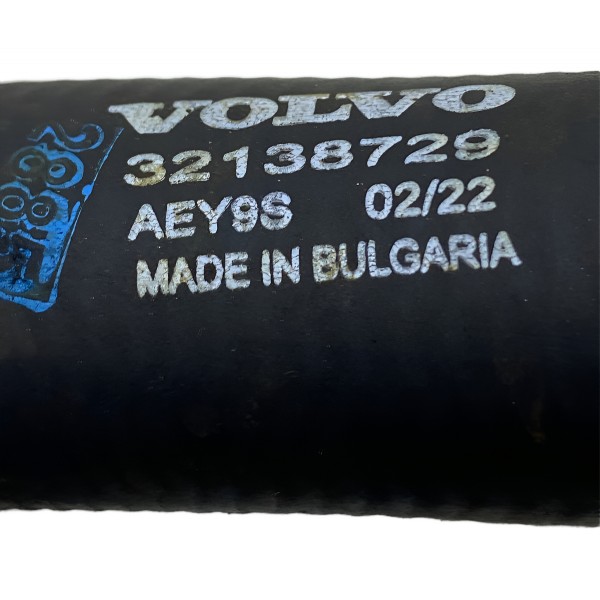 VOLVO
32138729
AEY9S 02/22
MADE IN BULGARIA